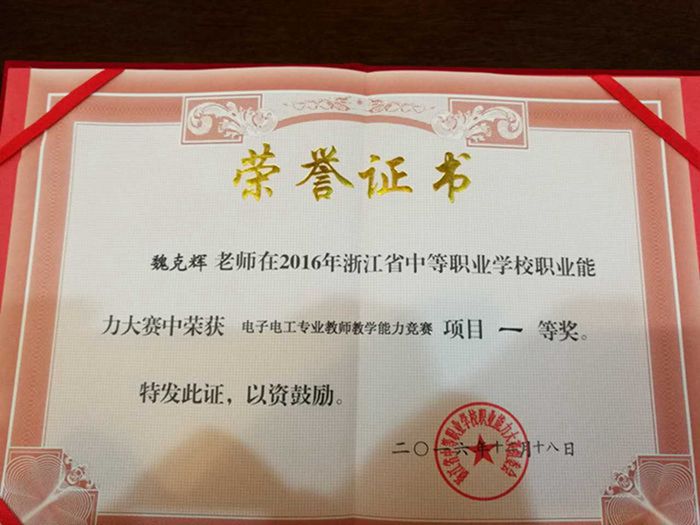 荣誉证书
魏克辉 老师在2016年浙江省中等职业学校职业能
力大赛中荣获 电子电工专业教师教学能力竞赛 项目 一 等奖。
特发此证，以资鼓励。
二〇一六年十二月十八日